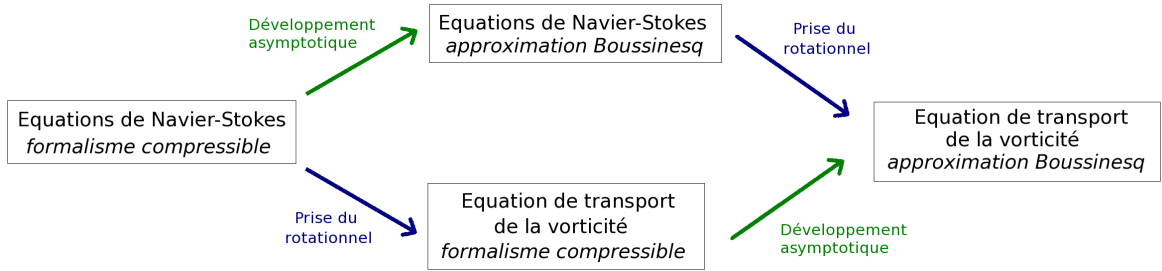 Développement
asymptotique
Equations de Navier-Stokes
approximation Boussinesq
Prise du
rotationnel
Equations de Navier-Stokes
formalisme compressible
Equation de transport
de la vorticité
approximation Boussinesq
Prise du
rotationnel
Equation de transport
de la vorticité
formalisme compressible
Développement
asymptotique